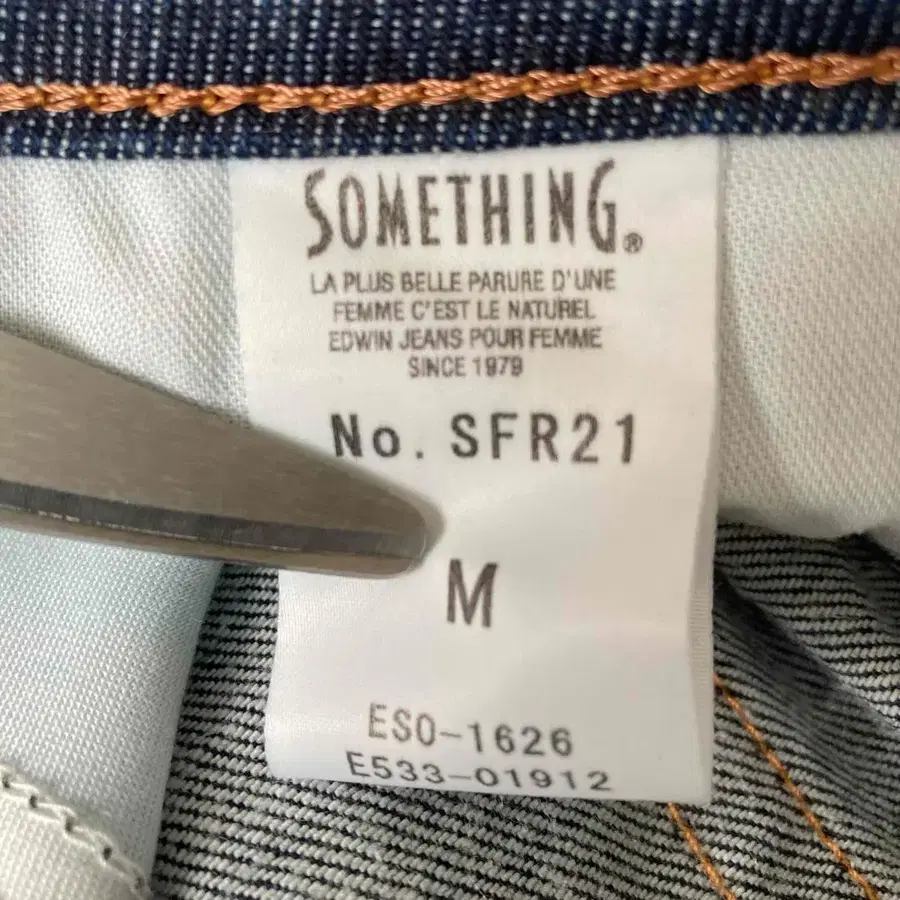 SOMETHING®
LA PLUS BELLE PARURE D'UNE
FEMME C'EST LE NATUREL
EDWIN JEANS POUR FEMME
SINCE 1979
No. SFR21
M
ESO-1626
E533-01912